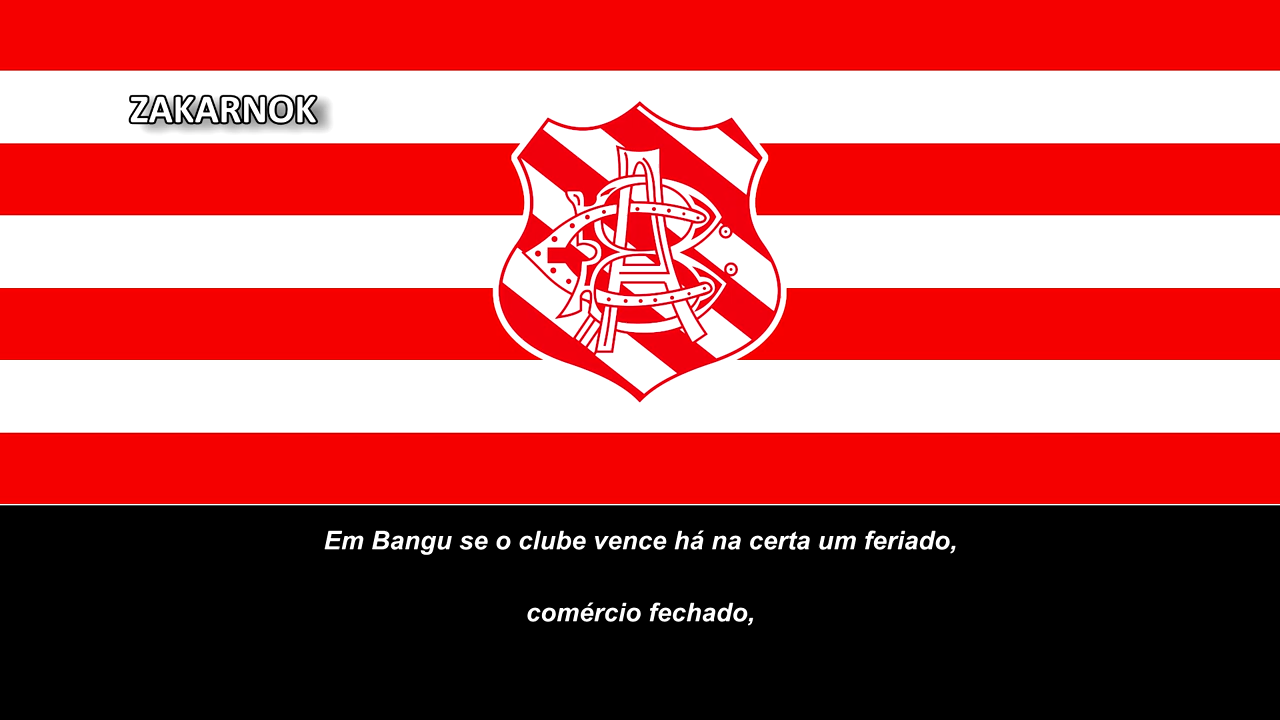 ZAKARNOK
Em Bangu se o clube vence há na certa um feriado,
comércio fechado,